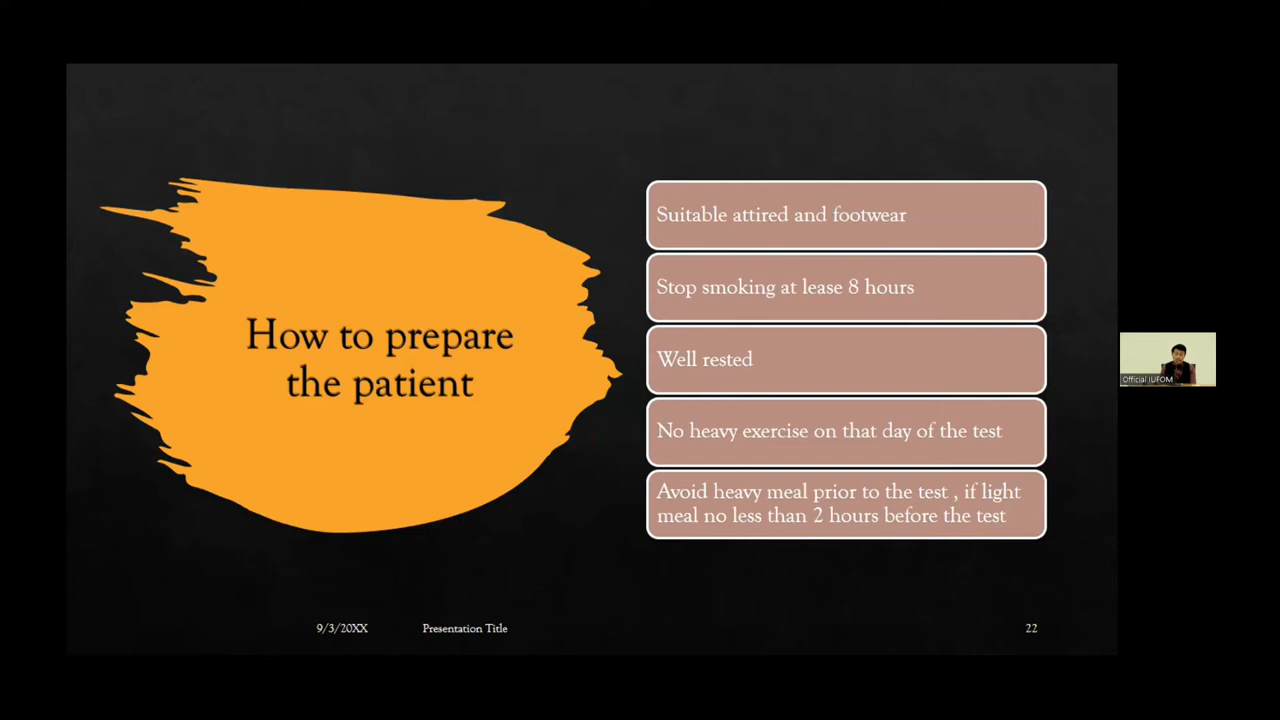 How to prepare
the patient
Suitable attired and footwear
Stop smoking at lease 8 hours
Well rested
No heavy exercise on that day of the test
Avoid heavy meal prior to the test , if light
meal no less than 2 hours before the test
Official IUFOM
9/3/20XX
Presentation Title
22